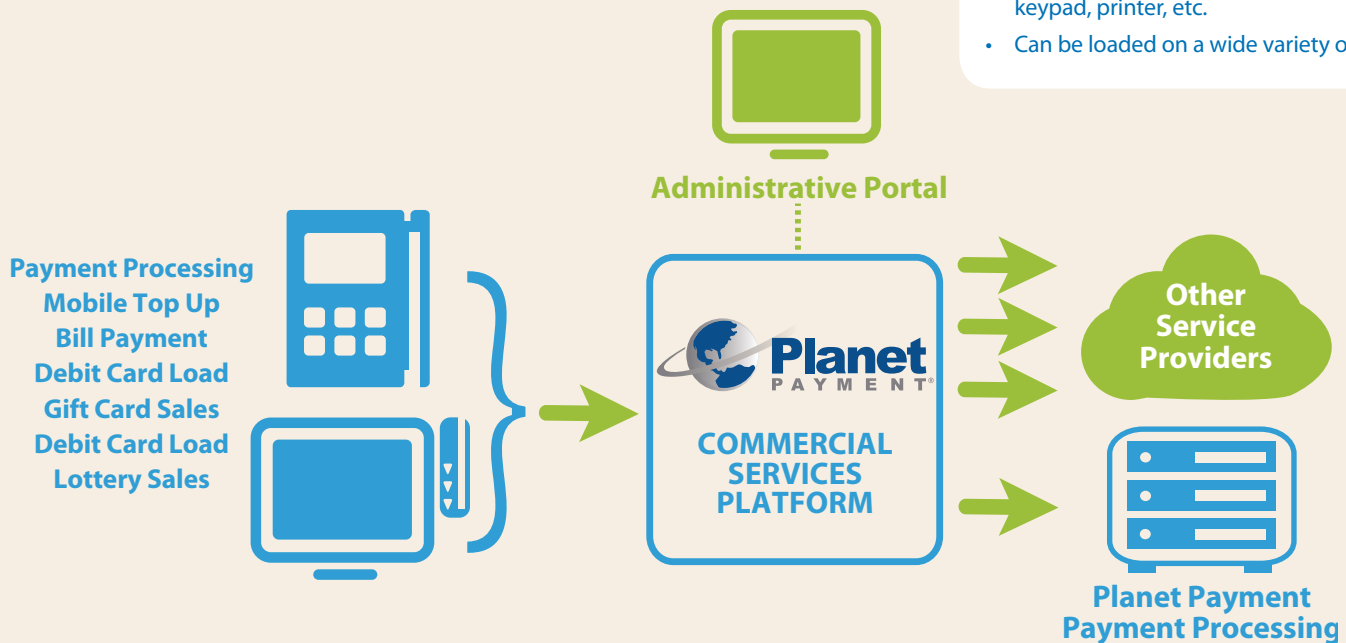 keypad, printer, etc.
• Can be loaded on a wide variety o
Administrative Portal
Payment Processing
Mobile Top Up
Bill Payment
Debit Card Load
Gift Card Sales
Debit Card Load
Lottery Sales
Planet
PAYMENT®
COMMERCIAL
SERVICES
PLATFORM
Other
Service
Providers
Planet Payment
Payment Processing